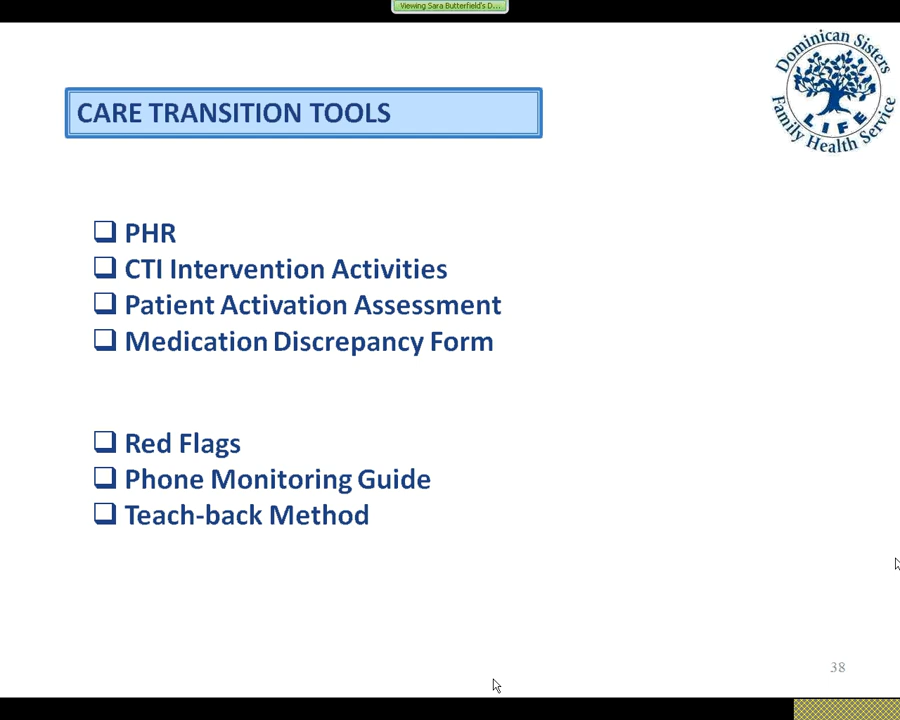 Viewing Sara Butterfield's D...
Dominican Sisters
Family Health Service
LIFE
CARE TRANSITION TOOLS
❑ PHR
❑ CTI Intervention Activities
❑ Patient Activation Assessment
❑ Medication Discrepancy Form
❑ Red Flags
❑ Phone Monitoring Guide
❑ Teach-back Method
38